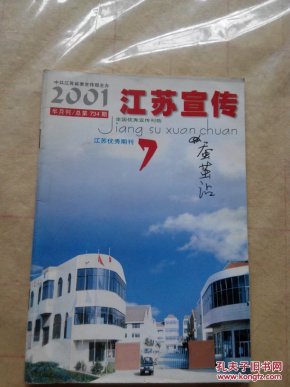 中共江苏省委宣传部主办
2001
半月刊/总第734期
江苏宣传
全国优秀宣传刊物
Jiang su xuan chuan
江苏优秀期刊
7
孔夫子旧书网